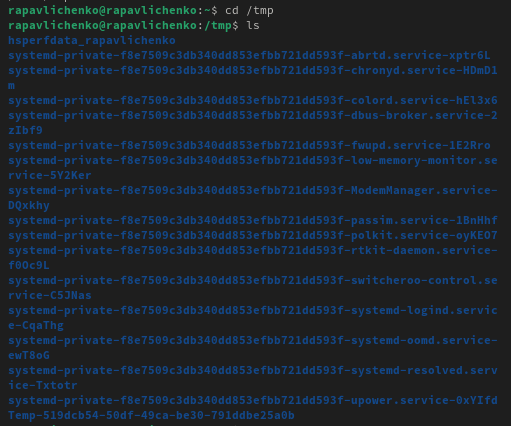 rapavlichenko@rapavlichenko:~$ cd /tmp
rapavlichenko@rapavlichenko:/tmp$ ls
hsperfdata_rapavlichenko
systemd-private-f8e7509c3db340dd853efbb721dd593f-abrtd.service-xptr6L
systemd-private-f8e7509c3db340dd853efbb721dd593f-chronyd.service-HDmD1
m
systemd-private-f8e7509c3db340dd853efbb721dd593f-colord.service-hEl3x6
systemd-private-f8e7509c3db340dd853efbb721dd593f-dbus-broker.service-2
zIbf9
systemd-private-f8e7509c3db340dd853efbb721dd593f-fwupd.service-1E2Rro
systemd-private-f8e7509c3db340dd853efbb721dd593f-low-memory-monitor.se
rvice-5Y2Ker
systemd-private-f8e7509c3db340dd853efbb721dd593f-ModemManager.service-
DQxkhy
systemd-private-f8e7509c3db340dd853efbb721dd593f-passim.service-1BnHhf
systemd-private-f8e7509c3db340dd853efbb721dd593f-polkit.service-oyKEO7
systemd-private-f8e7509c3db340dd853efbb721dd593f-rtkit-daemon.service-
f0Oc9L
systemd-private-f8e7509c3db340dd853efbb721dd593f-switcheroo-control.se
rvice-C5JNas
systemd-private-f8e7509c3db340dd853efbb721dd593f-systemd-logind.servic
e-CqaThg
systemd-private-f8e7509c3db340dd853efbb721dd593f-systemd-oomd.service-
ewT8oG
systemd-private-f8e7509c3db340dd853efbb721dd593f-systemd-resolved.serv
ice-Txtotr
systemd-private-f8e7509c3db340dd853efbb721dd593f-upower.service-0xYIfd
Temp-519dcb54-50df-49ca-be30-791ddbe25a0b